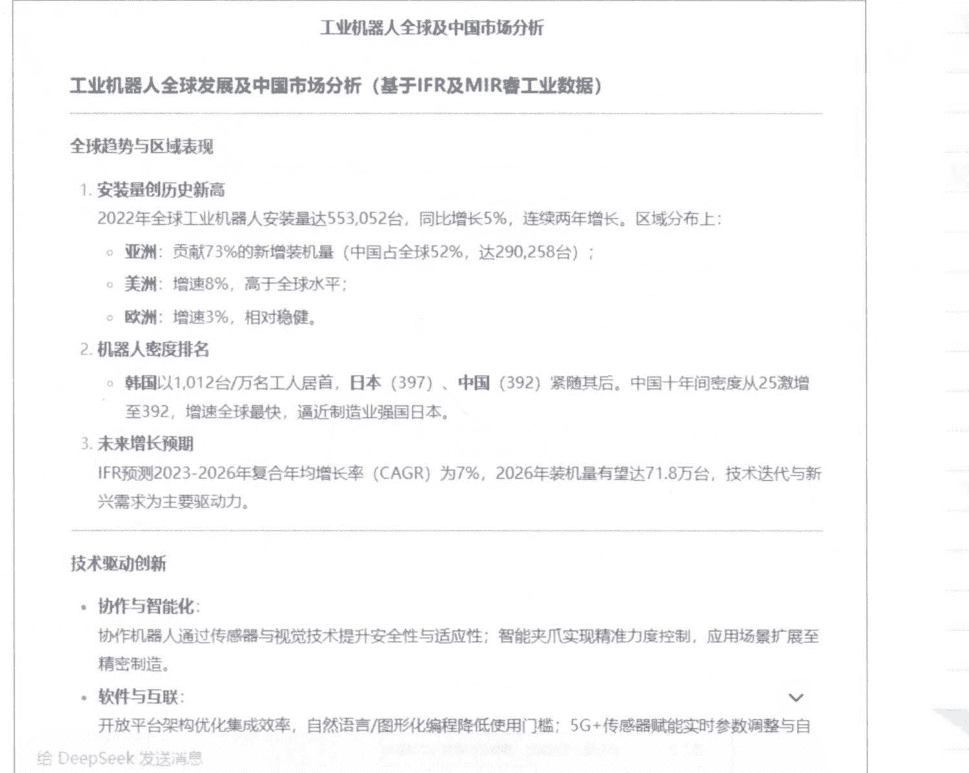 工业机器人全球及中国市场分析
工业机器人全球发展及中国市场分析（基于IFR及MIR睿工业数据）
全球趋势与区域表现
1. 安装量创历史新高
2022年全球工业机器人安装量达553,052台，同比增长5%，连续两年增长。区域分布上：
◦ 亚洲：贡献73%的新增装机量（中国占全球52%，达290,258台）；
◦ 美洲：增速8%，高于全球水平；
◦ 欧洲：增速3%，相对稳健。
2. 机器人密度排名
◦ 韩国以1,012台/万名工人居首，日本（397）、中国（392）紧随其后。中国十年间密度从25激增
至392，增速全球最快，逼近制造业强国日本。
3. 未来增长预期
IFR预测2023-2026年复合年均增长率（CAGR）为7%，2026年装机量有望达71.8万台，技术迭代与新
兴需求为主要驱动力。
技术驱动创新
• 协作与智能化：
协作机器人通过传感器与视觉技术提升安全性与适应性；智能夹爪实现精准力度控制，应用场景扩展至
精密制造。
• 软件与互联：
开放平台架构优化集成效率，自然语言/图形化编程降低使用门槛；5G+传感器赋能实时参数调整与自
给 DeepSeek 发送消息